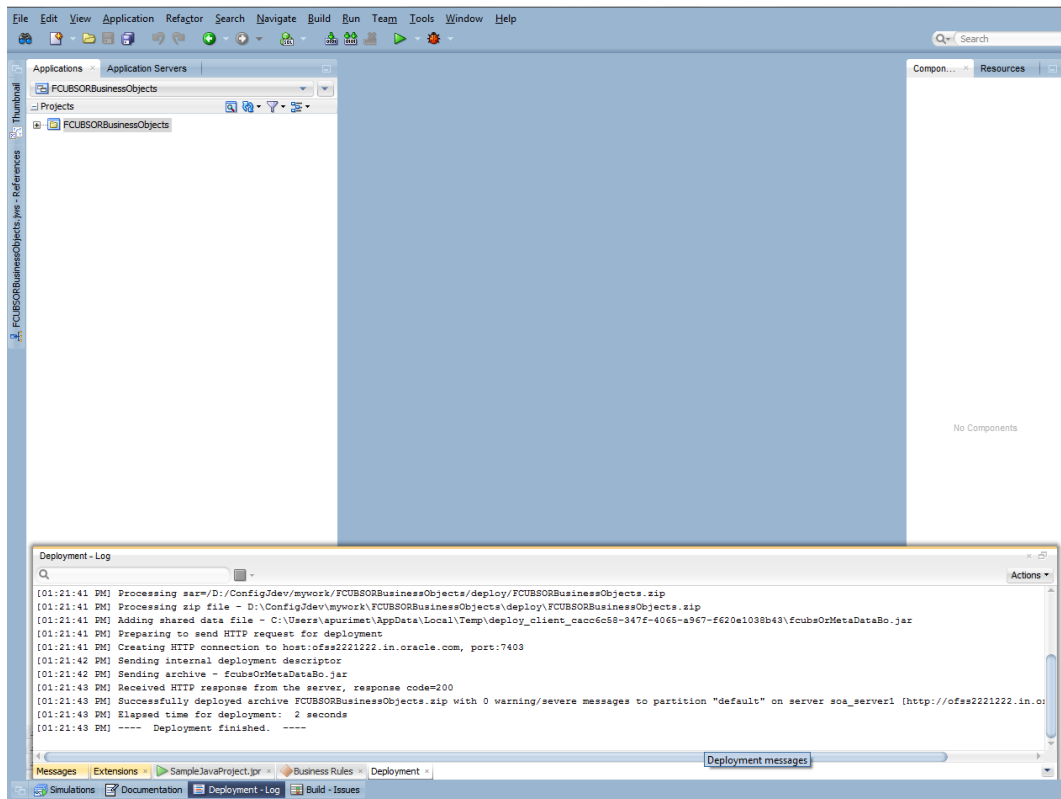 File Edit View Application Refactor Search Navigate Build Run Team Tools Window Help
Search
Applications × Application Servers
Compon... × Resources
FCUBSORBusinessObjects
Projects
FCUBSORBusinessObjects
Thumbnail
FCUBSORBusinessObjects.jws - References
No Components
Deployment - Log
Actions
[01:21:41 PM] Processing sar=/D:/ConfigJdev/mywork/FCUBSORBusinessObjects/deploy/FCUBSORBusinessObjects.zip
[01:21:41 PM] Processing zip file - D:\ConfigJdev\mywork\FCUBSORBusinessObjects\deploy\FCUBSORBusinessObjects.zip
[01:21:41 PM] Adding shared data file - C:\Users\apurimet\AppData\Local\Temp\deploy_client_cacc6c58-347f-4065-a967-f620e1038b43\fcubsOrMetaDataBo.jar
[01:21:41 PM] Preparing to send HTTP request for deployment
[01:21:41 PM] Creating HTTP connection to host:ofss2221222.in.oracle.com, port:7403
[01:21:42 PM] Sending internal deployment descriptor
[01:21:42 PM] Sending archive - fcubsOrMetaDataBo.jar
[01:21:43 PM] Received HTTP response from the server, response code=200
[01:21:43 PM] Successfully deployed archive FCUBSORBusinessObjects.zip with 0 warning/severe messages to partition "default" on server soa_server1 [http://ofss2221222.in.o
[01:21:43 PM] Elapsed time for deployment: 2 seconds
[01:21:43 PM] ---- Deployment finished. ----
Deployment messages
Messages Extensions × SampleJavaProject.jpr × Business Rules × Deployment ×
Simulations Documentation Deployment - Log Build - Issues